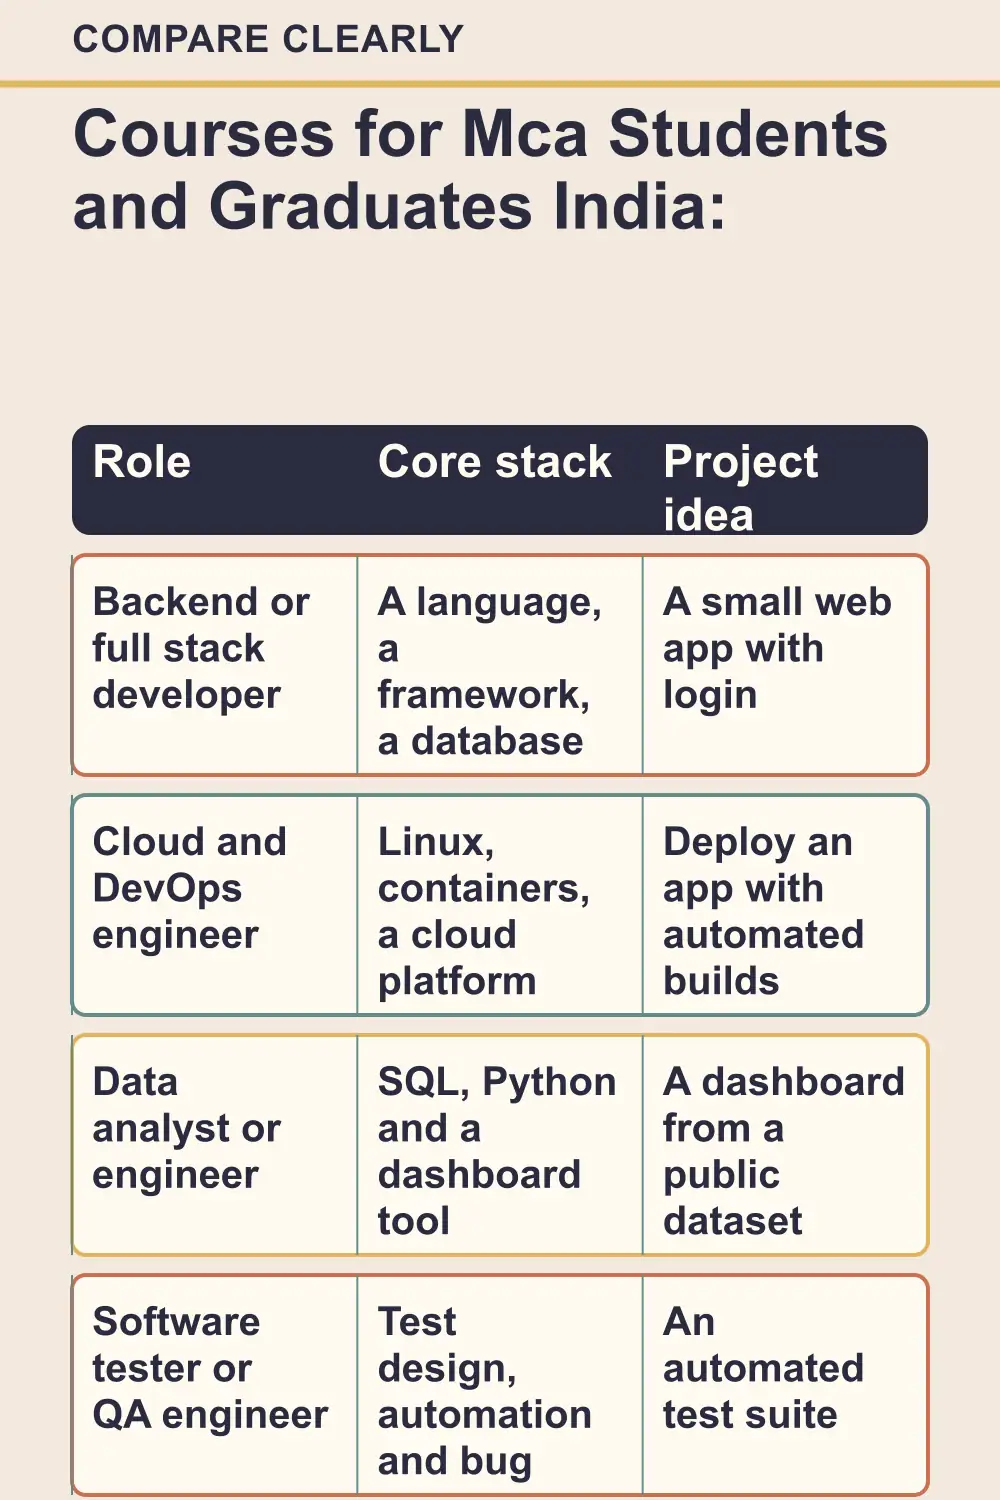 COMPARE CLEARLY
Courses for Mca Students
and Graduates India:
Role
Core stack
Project
idea
Backend or
full stack
developer
A language,
a
framework,
a database
A small web
app with
login
Cloud and
DevOps
engineer
Linux,
containers,
a cloud
platform
Deploy an
app with
automated
builds
Data
analyst or
engineer
SQL, Python
and a
dashboard
tool
A dashboard
from a
public
dataset
Software
tester or
QA engineer
Test
design,
automation
and bug
An
automated
test suite